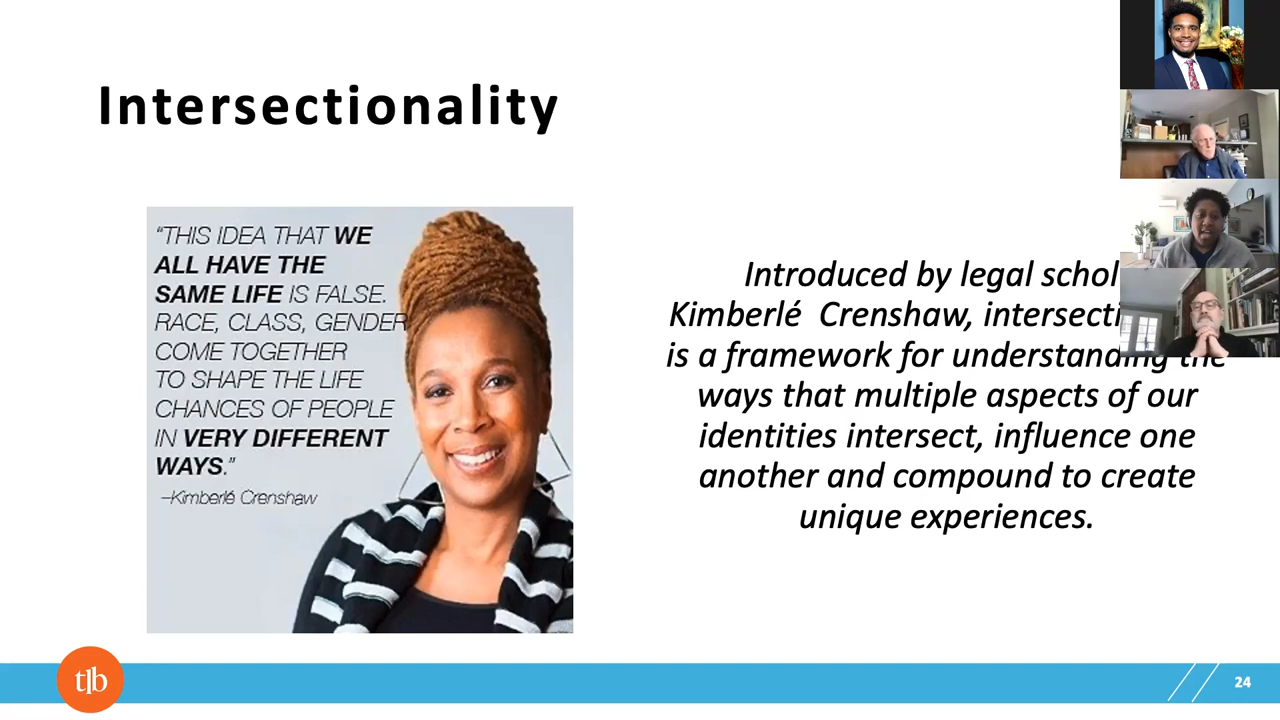 Intersectionality
“THIS IDEA THAT WE
ALL HAVE THE
SAME LIFE IS FALSE.
RACE, CLASS, GENDER
COME TOGETHER
TO SHAPE THE LIFE
CHANCES OF PEOPLE
IN VERY DIFFERENT
WAYS.”
–Kimberlé Crenshaw
Introduced by legal
Kimberlé Crenshaw,
is a framework for understanding the
ways that multiple aspects of our
identities intersect, influence one
another and compound to create
unique experiences.
tlb
24